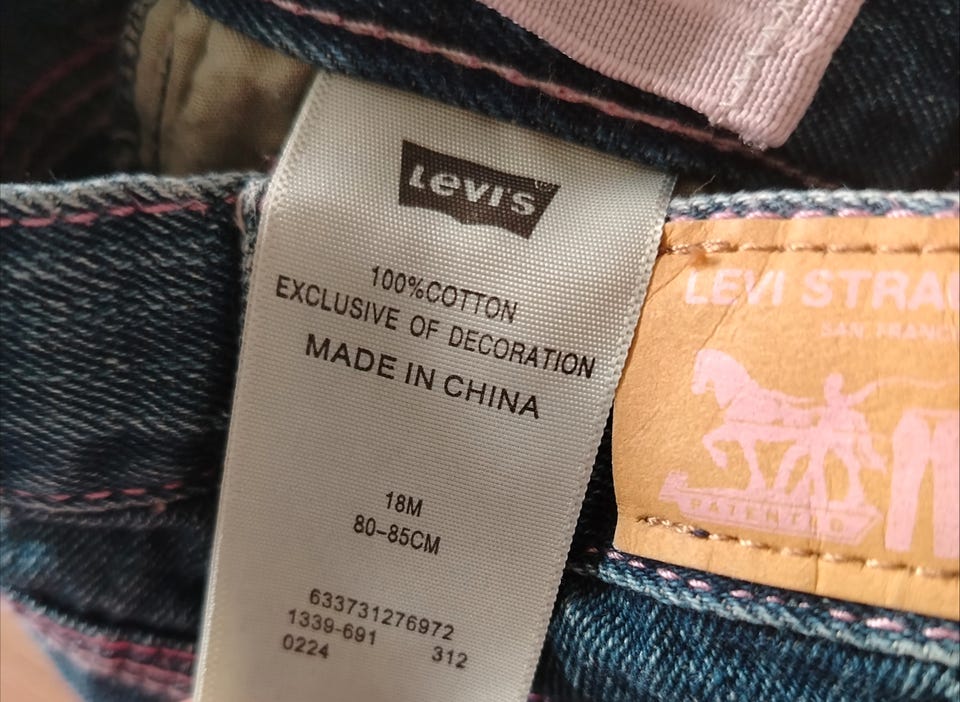 Levi's
100%COTTON
EXCLUSIVE OF DECORATION
MADE IN CHINA
18M
80-85CM
633731276972
1339-691
312
0224
LEVI STRA
SAN FRANC
PATENTED